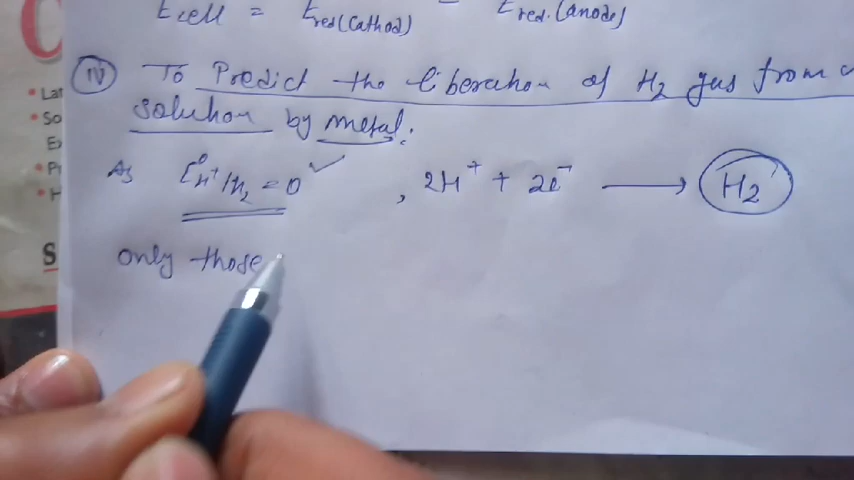 Ecell = Ered(Cathod) - Ered.(anode)
(iv) To Predict the liberation of H2 gas from
solution by metal.
As E°H+/H2 = 0 , 2H+ + 2e- → H2
only those